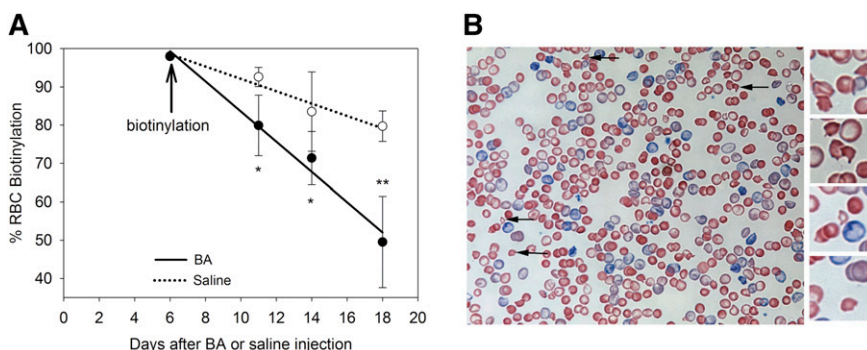 A
% RBC Biotinylation
100
90
80
70
60
50
40
biotinylation
*
*
**
BA
Saline
0 2 4 6 8 10 12 14 16 18 20
Days after BA or saline injection
B